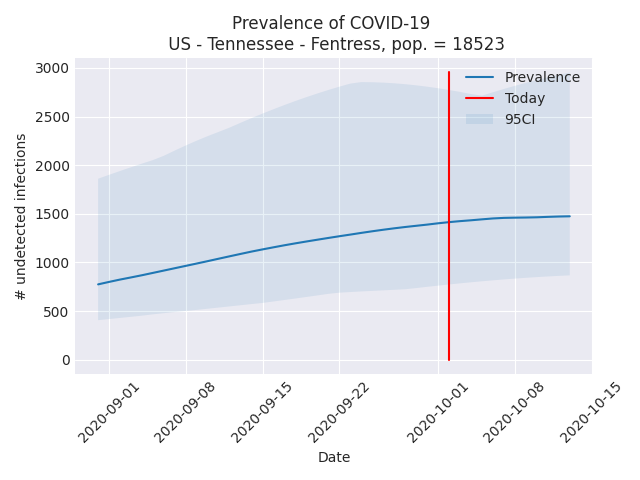 Prevalence of COVID-19
US - Tennessee - Fentress, pop. = 18523
Prevalence
Today
95CI
3000
2500
2000
1500
1000
500
0
# undetected infections
2020-09-01
2020-09-08
2020-09-15
2020-09-22
2020-10-01
2020-10-08
2020-10-15
Date